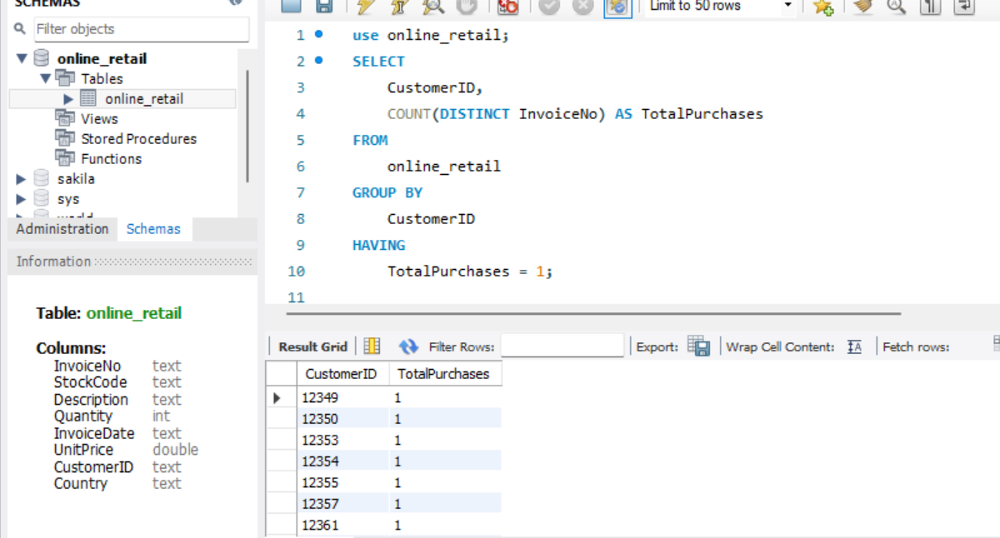 SCHEMAS
Filter objects
online_retail
Tables
online_retail
Views
Stored Procedures
Functions
sakila
sys
world
Administration Schemas
Information
Table: online_retail
Columns:
InvoiceNo text
StockCode text
Description text
Quantity int
InvoiceDate text
UnitPrice double
CustomerID text
Country text
Limit to 50 rows
1 use online_retail;
2 SELECT
3 CustomerID,
4 COUNT(DISTINCT InvoiceNo) AS TotalPurchases
5 FROM
6 online_retail
7 GROUP BY
8 CustomerID
9 HAVING
10 TotalPurchases = 1;
11
Result Grid Filter Rows: Export: Wrap Cell Content: Fetch rows:
CustomerID TotalPurchases
12349 1
12350 1
12353 1
12354 1
12355 1
12357 1
12361 1